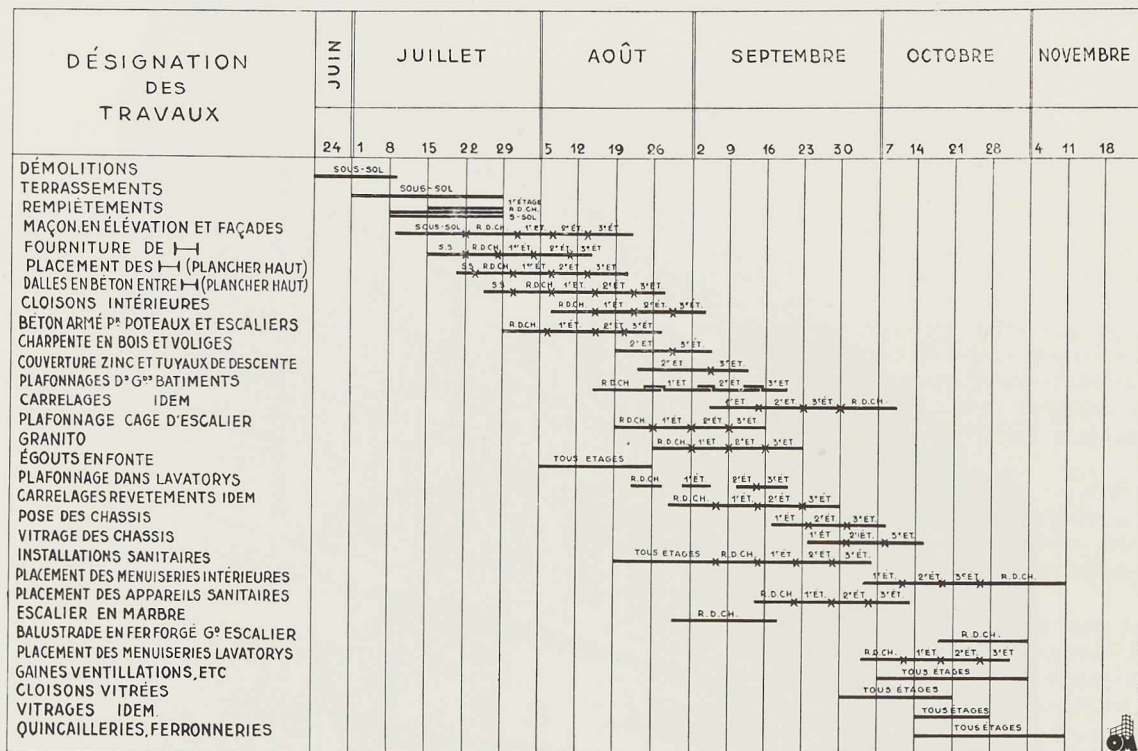 DÉSIGNATION
DES
TRAVAUX
JUIN
JUILLET
AOÛT
SEPTEMBRE
OCTOBRE
NOVEMBRE
24 1 8 15 22 29 5 12 19 26 2 9 16 23 30 7 14 21 28 4 11 18
DÉMOLITIONS SOUS-SOL
TERRASSEMENTS SOUS-SOL
REMPIÈTEMENTS 1ᵉʳ ÉTAGE
R.D.CH.
S-SOL
MAÇON. EN ÉLÉVATION ET FAÇADES SOUS-SOL R.D.CH. 1ᵉʳ ÉT. 2ᵉ ÉT. 3ᵉ ÉT
FOURNITURE DE S.S R.D.CH 1ᵉʳ ÉT. 2ᵉ ÉT. 3ᵉ ÉT
PLACEMENT DES (PLANCHER HAUT) S.S R.D.CH 1ᵉʳ ÉT. 2ᵉ ÉT 3ᵉ ÉT
DALLES EN BÉTON ENTRE (PLANCHER HAUT) S.S R.D.CH. 1ᵉʳ ÉT. 2ᵉ ÉT. 3ᵉ ÉT
CLOISONS INTÉRIEURES R.D.CH. 1ᵉʳ ÉT. 2ᵉ ÉT. 3ᵉ ÉT.
BÉTON ARMÉ Pʳ POTEAUX ET ESCALIERS R.D.CH 1ᵉʳ ÉT. 2ᵉ ÉT 3ᵉ ÉT.
CHARPENTE EN BOIS ET VOLIGES 2ᵉ ÉT 3ᵉ ÉT.
COUVERTURE ZINC ET TUYAUX DE DESCENTE 2ᵉ ÉT 3ᵉ ÉT.
PLAFONNAGES Dˢ Gᵈˢ BATIMENTS R.D.CH 1ᵉʳ ÉT 2ᵉ ÉT 3ᵉ ÉT
CARRELAGES IDEM 1ᵉʳ ÉT 2ᵉ ÉT. 3ᵉ ÉT R.D.CH.
PLAFONNAGE CAGE D'ESCALIER R.D.CH. 1ᵉʳ ÉT 2ᵉ ÉT 3ᵉ ÉT
GRANITO R.D.CH 1ᵉʳ ÉT 2ᵉ ÉT 3ᵉ ÉT
ÉGOUTS EN FONTE TOUS ETAGES
PLAFONNAGE DANS LAVATORYS R.D.CH. 1ᵉʳ ÉT 2ᵉ ÉT 3ᵉ ÉT
CARRELAGES REVETEMENTS IDEM R.D.CH. 1ᵉʳ ÉT. 2ᵉ ÉT 3ᵉ ÉT
POSE DES CHASSIS 1ᵉʳ ÉT. 2ᵉ ÉT. 3ᵉ ÉT.
VITRAGE DES CHASSIS 1ᵉʳ ÉT 2ᵉ ÉT. 3ᵉ ÉT.
INSTALLATIONS SANITAIRES TOUS ETAGES R.D.CH. 1ᵉʳ ÉT 2ᵉ ÉT 3ᵉ ÉT.
PLACEMENT DES MENUISERIES INTÉRIEURES 1ᵉʳ ÉT. 2ᵉ ÉT. 3ᵉ ÉT R.D.CH.
PLACEMENT DES APPAREILS SANITAIRES R.D.CH 1ᵉʳ ÉT. 2ᵉ ÉT 3ᵉ ÉT.
ESCALIER EN MARBRE R.D.CH.
BALUSTRADE EN FER FORGÉ Gᵈ ESCALIER R.D.CH.
PLACEMENT DES MENUISERIES LAVATORYS R.D.CH. 1ᵉʳ ÉT 2ᵉ ÉT. 3ᵉ ÉT
GAINES VENTILLATIONS, ETC TOUS ÉTAGES
CLOISONS VITRÉES TOUS ÉTAGES
VITRAGES IDEM. TOUS ÉTAGES
QUINCAILLERIES, FERRONNERIES TOUS ÉTAGES